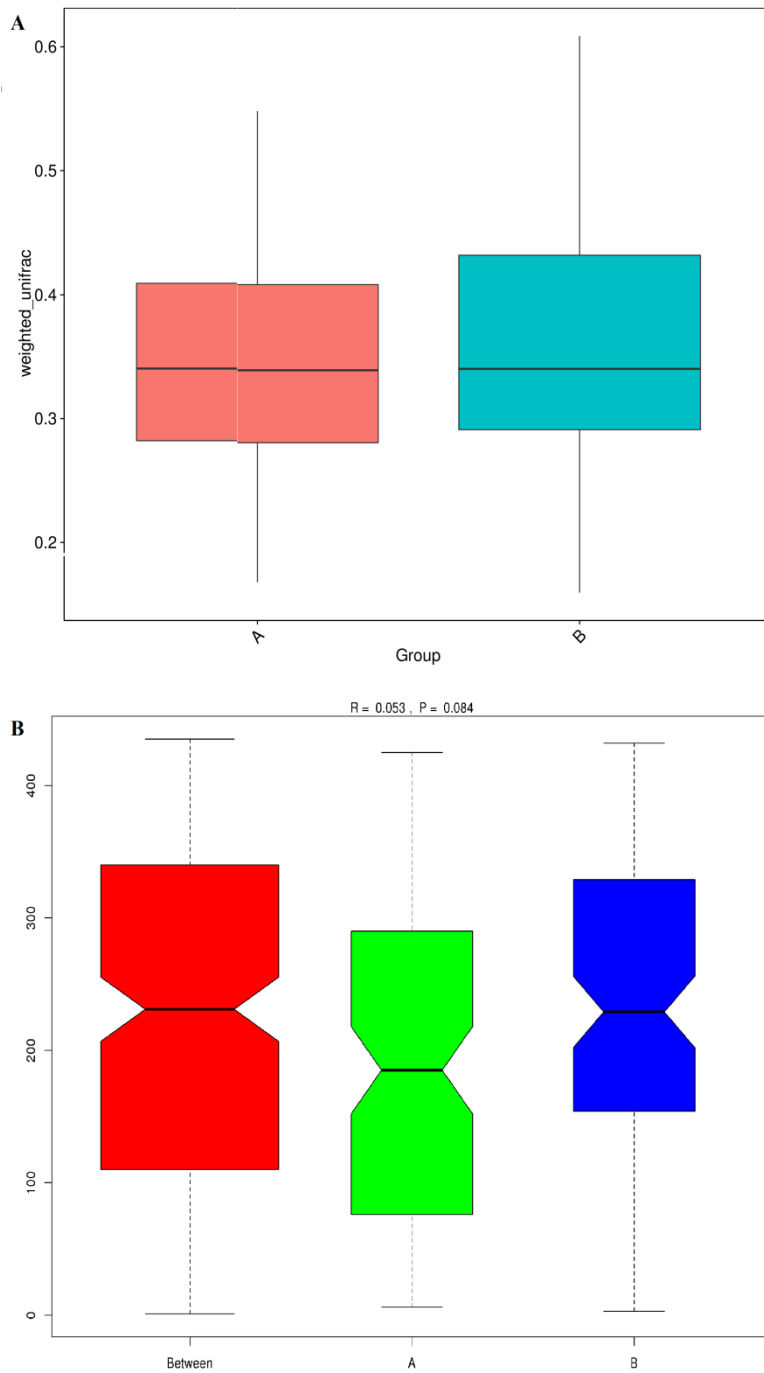 A
0.6
0.5
0.4
0.3
0.2
weighted_unifrac
A
B
Group
B
R = 0.053 , P = 0.084
400
300
200
100
0
Between
A
B